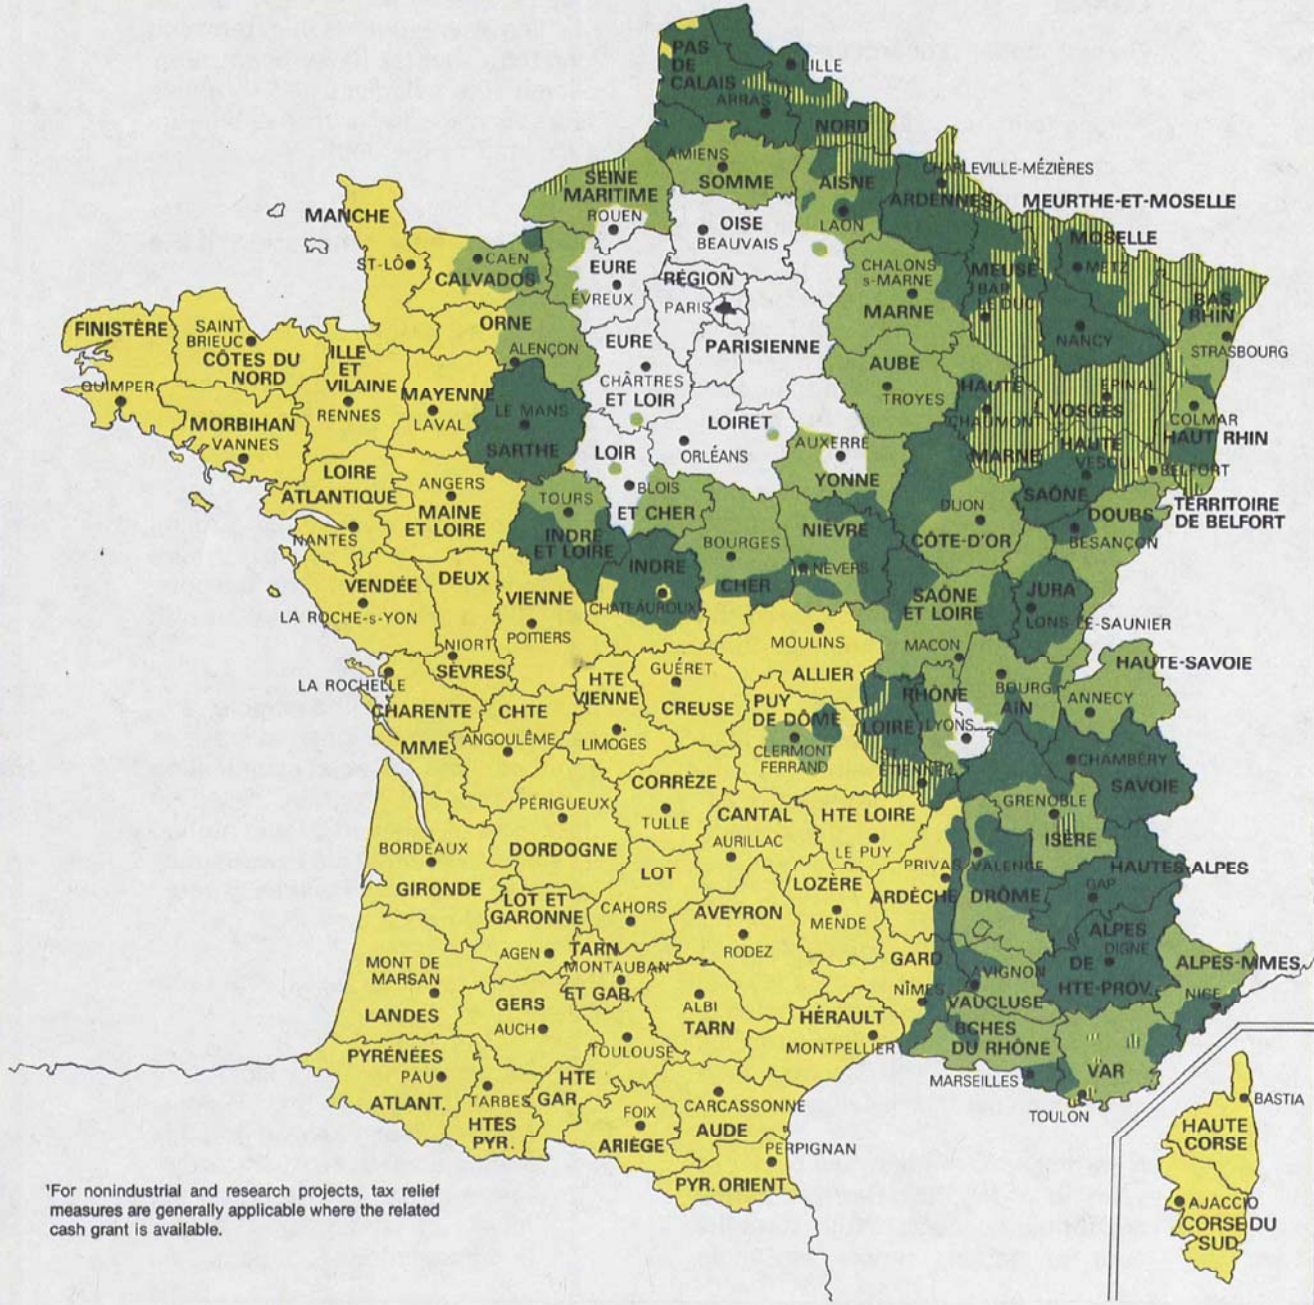 PAS
DE
CALAIS
LILLE
ARRAS
NORD
AMIENS
SOMME
SEINE
MARITIME
ROUEN
AISNE
LAON
CHARLEVILLE-MÉZIÈRES
ARDENNES
MEURTHE-ET-MOSELLE
MOSELLE
METZ
MANCHE
ST-LÔ
CAEN
CALVADOS
OISE
BEAUVAIS
EURE
ÉVREUX
RÉGION
PARIS
PARISIENNE
CHALONS
s-MARNE
MARNE
MEUSE
BAR
LE DUC
NANCY
BAS
RHIN
STRASBOURG
FINISTÈRE
QUIMPER
SAINT
BRIEUC
CÔTES DU
NORD
MORBIHAN
VANNES
ILLE
ET
VILAINE
RENNES
ORNE
ALENÇON
MAYENNE
LAVAL
LE MANS
SARTHE
EURE
CHÂRTRES
ET LOIR
AUBE
TROYES
HAUTE
CHAUMONT
MARNE
ÉPINAL
VOSGES
COLMAR
HAUT RHIN
LOIRE
ATLANTIQUE
NANTES
ANGERS
MAINE
ET LOIRE
LOIR
BLOIS
ET CHER
LOIRET
ORLÉANS
AUXERRE
YONNE
HAUTE
VESOUL
SAÔNE
BELFORT
TERRITOIRE
DE BELFORT
TOURS
INDRE
ET LOIRE
BOURGES
CHER
NIÈVRE
NEVERS
DIJON
CÔTE-D'OR
DOUBS
BESANÇON
VENDÉE
LA ROCHE-s-YON
DEUX
NIORT
SÈVRES
VIENNE
POITIERS
INDRE
CHATEAUROUX
MOULINS
ALLIER
SAÔNE
ET LOIRE
MACON
JURA
LONS-LE-SAUNIER
LA ROCHELLE
CHARENTE
MME
CHTE
ANGOULÊME
HTE
VIENNE
LIMOGES
GUÉRET
CREUSE
PUY
DE DÔME
CLERMONT
FERRAND
LOIRE
ST
ÉTIENNE
RHÔNE
LYONS
BOURG
AIN
HAUTE-SAVOIE
ANNECY
CHAMBÉRY
SAVOIE
BORDEAUX
GIRONDE
PÉRIGUEUX
DORDOGNE
CORRÈZE
TULLE
CANTAL
AURILLAC
HTE LOIRE
LE PUY
GRENOBLE
ISÈRE
PRIVAS
ARDÈCHE
VALENCE
DRÔME
HAUTES-ALPES
GAP
LOT ET
GARONNE
AGEN
LOT
CAHORS
AVEYRON
RODEZ
LOZÈRE
MENDE
ALPES
DIGNE
DE
HTE-PROV.
ALPES-MMES
NICE
MONT DE
MARSAN
LANDES
GERS
AUCH
TARN
MONTAUBAN
ET GAR.
ALBI
TARN
GARD
NÎMES
AVIGNON
VAUCLUSE
HÉRAULT
MONTPELLIER
BCHES
DU RHÔNE
MARSEILLES
VAR
TOULON
PYRÉNÉES
PAU
ATLANT.
TARBES
HTES
PYR.
TOULOUSE
HTE
GAR
FOIX
ARIÈGE
CARCASSONNE
AUDE
PERPIGNAN
PYR. ORIENT
BASTIA
HAUTE
CORSE
AJACCIO
CORSE DU
SUD
¹For nonindustrial and research projects, tax relief
measures are generally applicable where the related
cash grant is available.